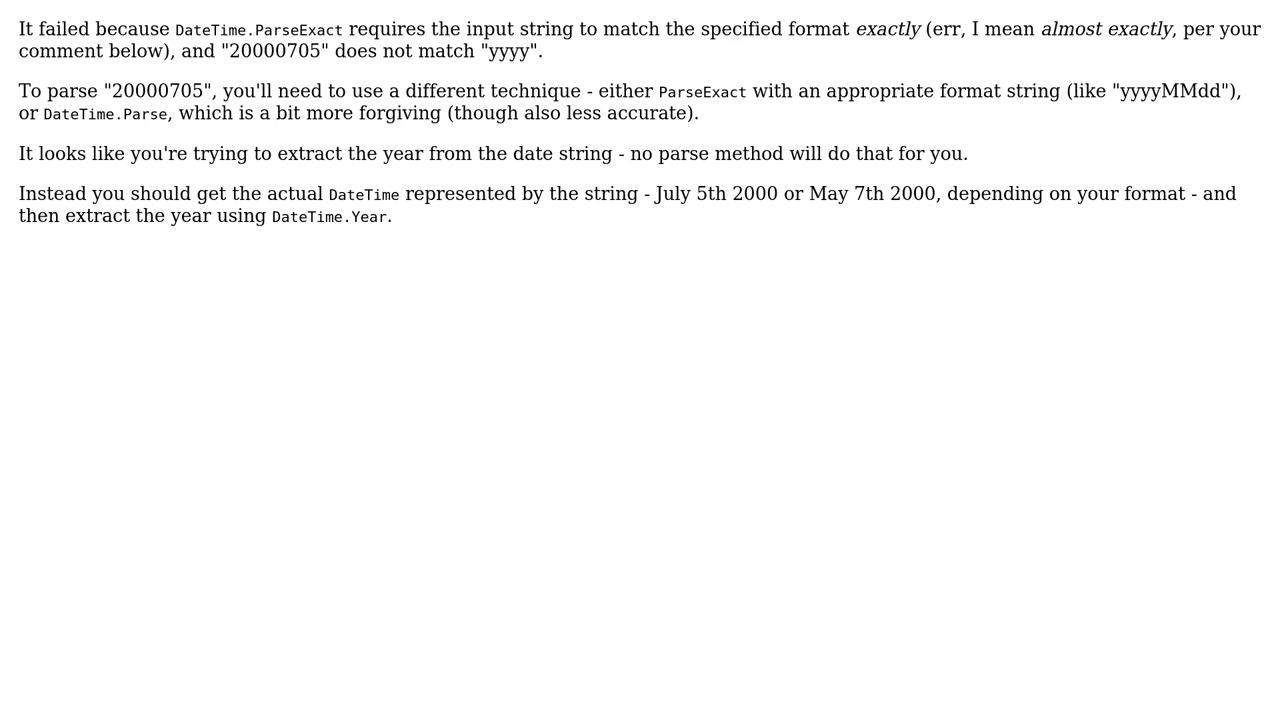 It failed because DateTime.ParseExact requires the input string to match the specified format exactly (err, I mean almost exactly, per your
comment below), and "20000705" does not match "yyyy".
To parse "20000705", you'll need to use a different technique - either ParseExact with an appropriate format string (like "yyyyMMdd"),
or DateTime.Parse, which is a bit more forgiving (though also less accurate).
It looks like you're trying to extract the year from the date string - no parse method will do that for you.
Instead you should get the actual DateTime represented by the string - July 5th 2000 or May 7th 2000, depending on your format - and
then extract the year using DateTime.Year.